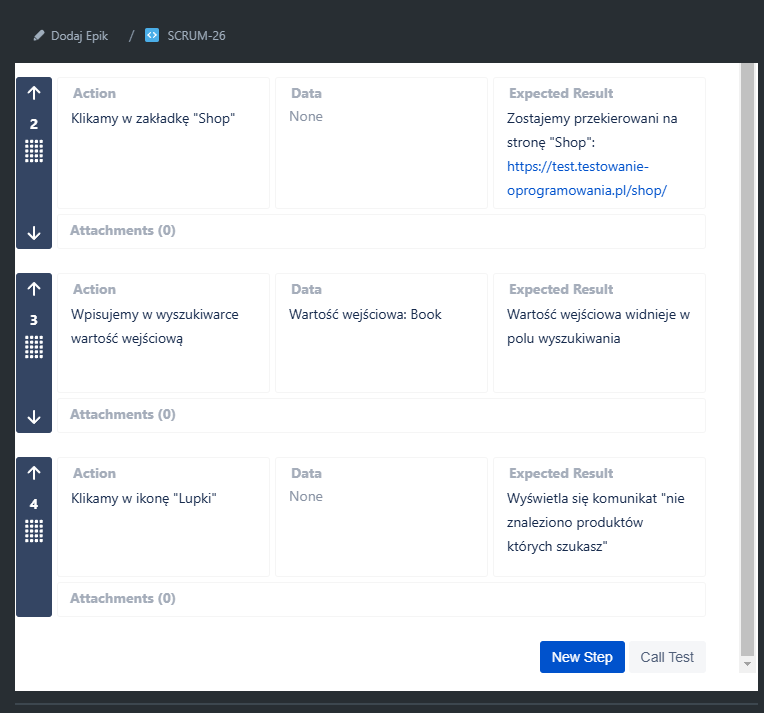 Dodaj Epik / SCRUM-26
2
Action
Klikamy w zakładkę "Shop"
Data
None
Expected Result
Zostajemy przekierowani na
stronę "Shop":
https://test.testowanie-
oprogramowania.pl/shop/
Attachments (0)
3
Action
Wpisujemy w wyszukiwarce
wartość wejściową
Data
Wartość wejściowa: Book
Expected Result
Wartość wejściowa widnieje w
polu wyszukiwania
Attachments (0)
4
Action
Klikamy w ikonę "Lupki"
Data
None
Expected Result
Wyświetla się komunikat "nie
znaleziono produktów
których szukasz"
Attachments (0)
New Step
Call Test